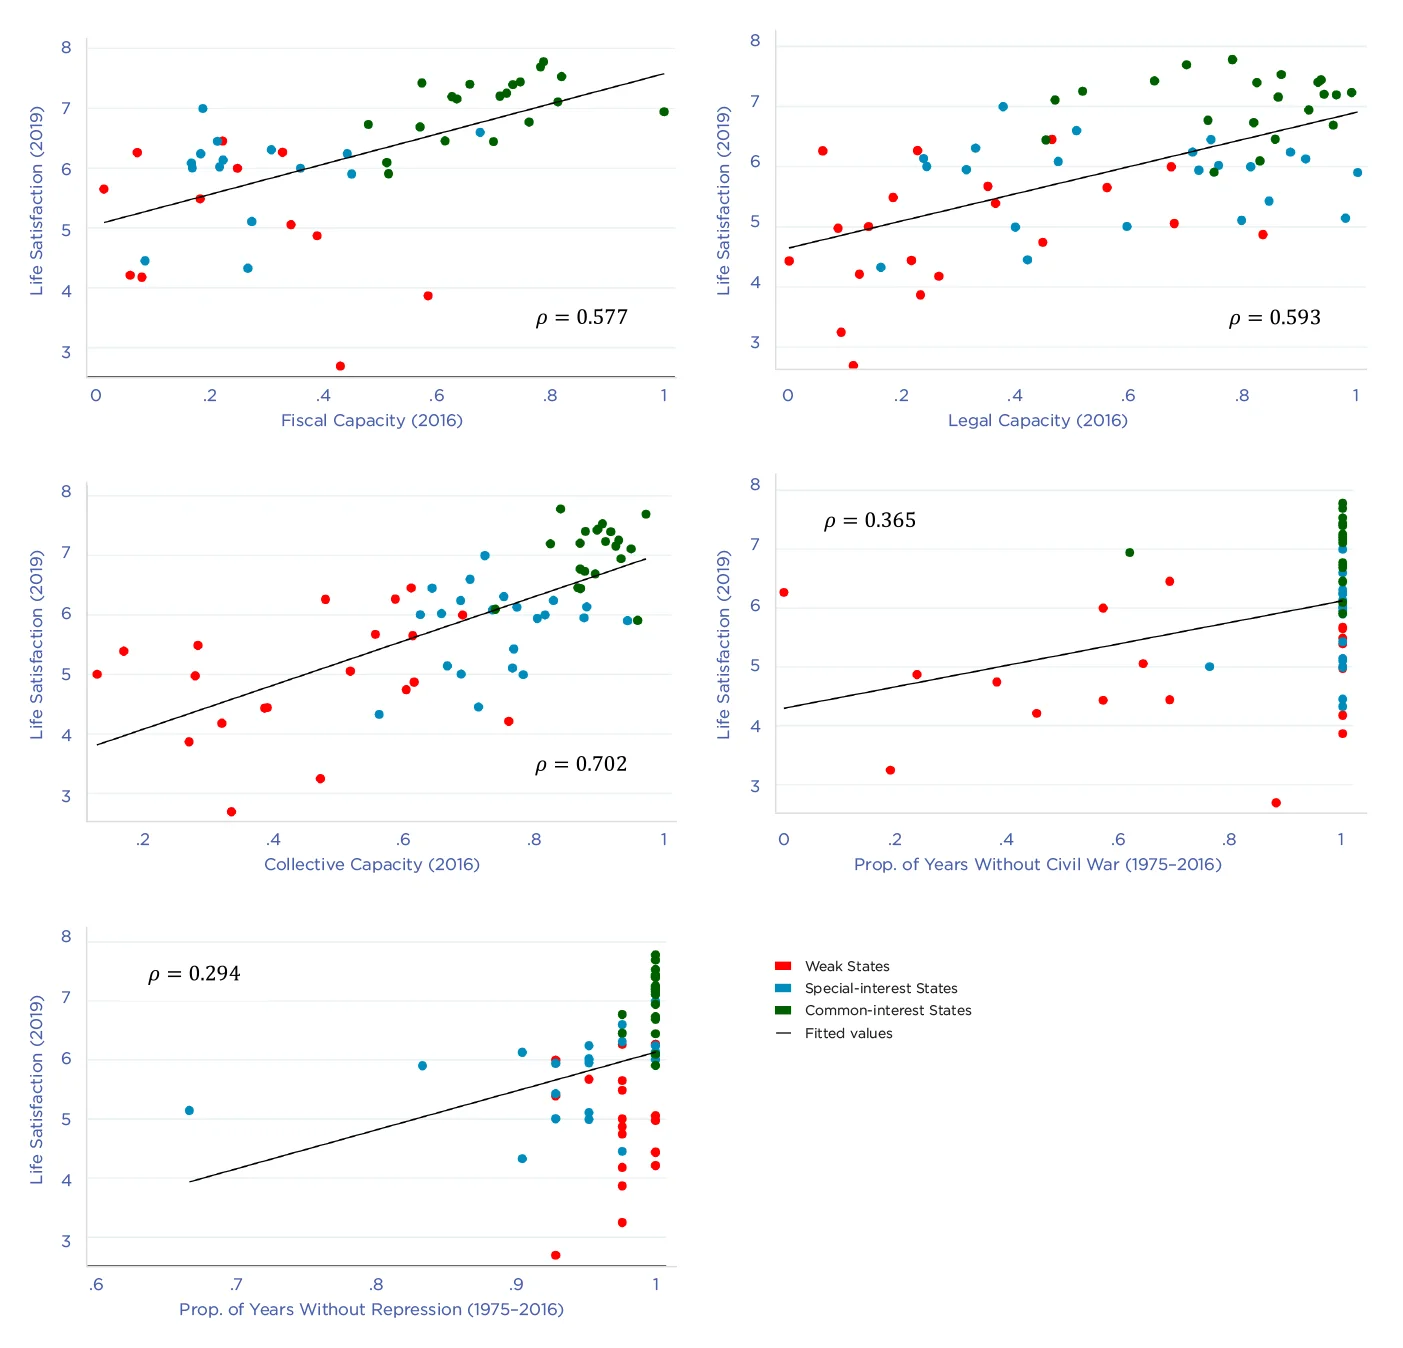 8
7
6
5
4
3
Life Satisfaction (2019)
ρ = 0.577
0 .2 .4 .6 .8 1
Fiscal Capacity (2016)
8
7
6
5
4
3
Life Satisfaction (2019)
ρ = 0.593
0 .2 .4 .6 .8 1
Legal Capacity (2016)
8
7
6
5
4
3
Life Satisfaction (2019)
ρ = 0.702
.2 .4 .6 .8 1
Collective Capacity (2016)
8
7
6
5
4
3
Life Satisfaction (2019)
ρ = 0.365
0 .2 .4 .6 .8 1
Prop. of Years Without Civil War (1975–2016)
8
7
6
5
4
3
Life Satisfaction (2019)
ρ = 0.294
.6 .7 .8 .9 1
Prop. of Years Without Repression (1975–2016)
Weak States
Special-interest States
Common-interest States
Fitted values